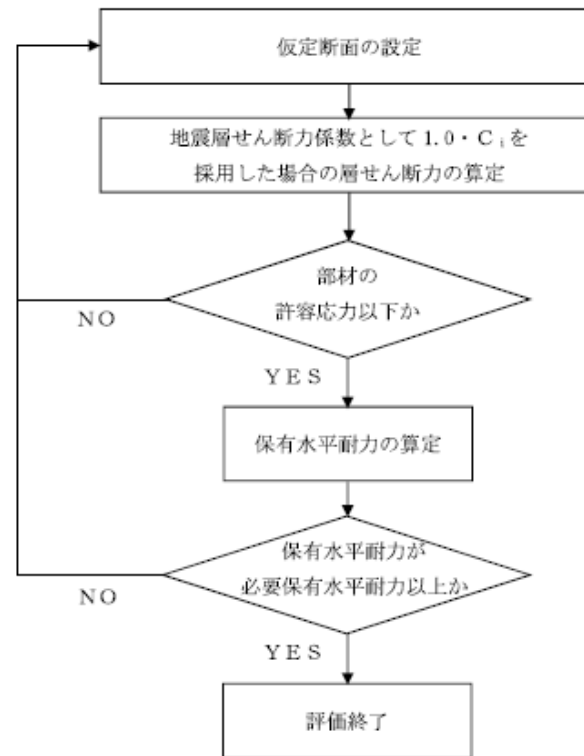 仮定断面の設定
地震層せん断力係数として1.0・Ciを
採用した場合の層せん断力の算定
部材の
許容応力以下か
NO
YES
保有水平耐力の算定
保有水平耐力が
必要保有水平耐力以上か
NO
YES
評価終了